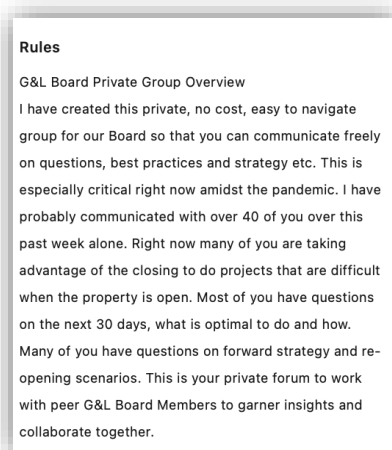 Rules
G&L Board Private Group Overview
I have created this private, no cost, easy to navigate
group for our Board so that you can communicate freely
on questions, best practices and strategy etc. This is
especially critical right now amidst the pandemic. I have
probably communicated with over 40 of you over this
past week alone. Right now many of you are taking
advantage of the closing to do projects that are difficult
when the property is open. Most of you have questions
on the next 30 days, what is optimal to do and how.
Many of you have questions on forward strategy and re-
opening scenarios. This is your private forum to work
with peer G&L Board Members to garner insights and
collaborate together.